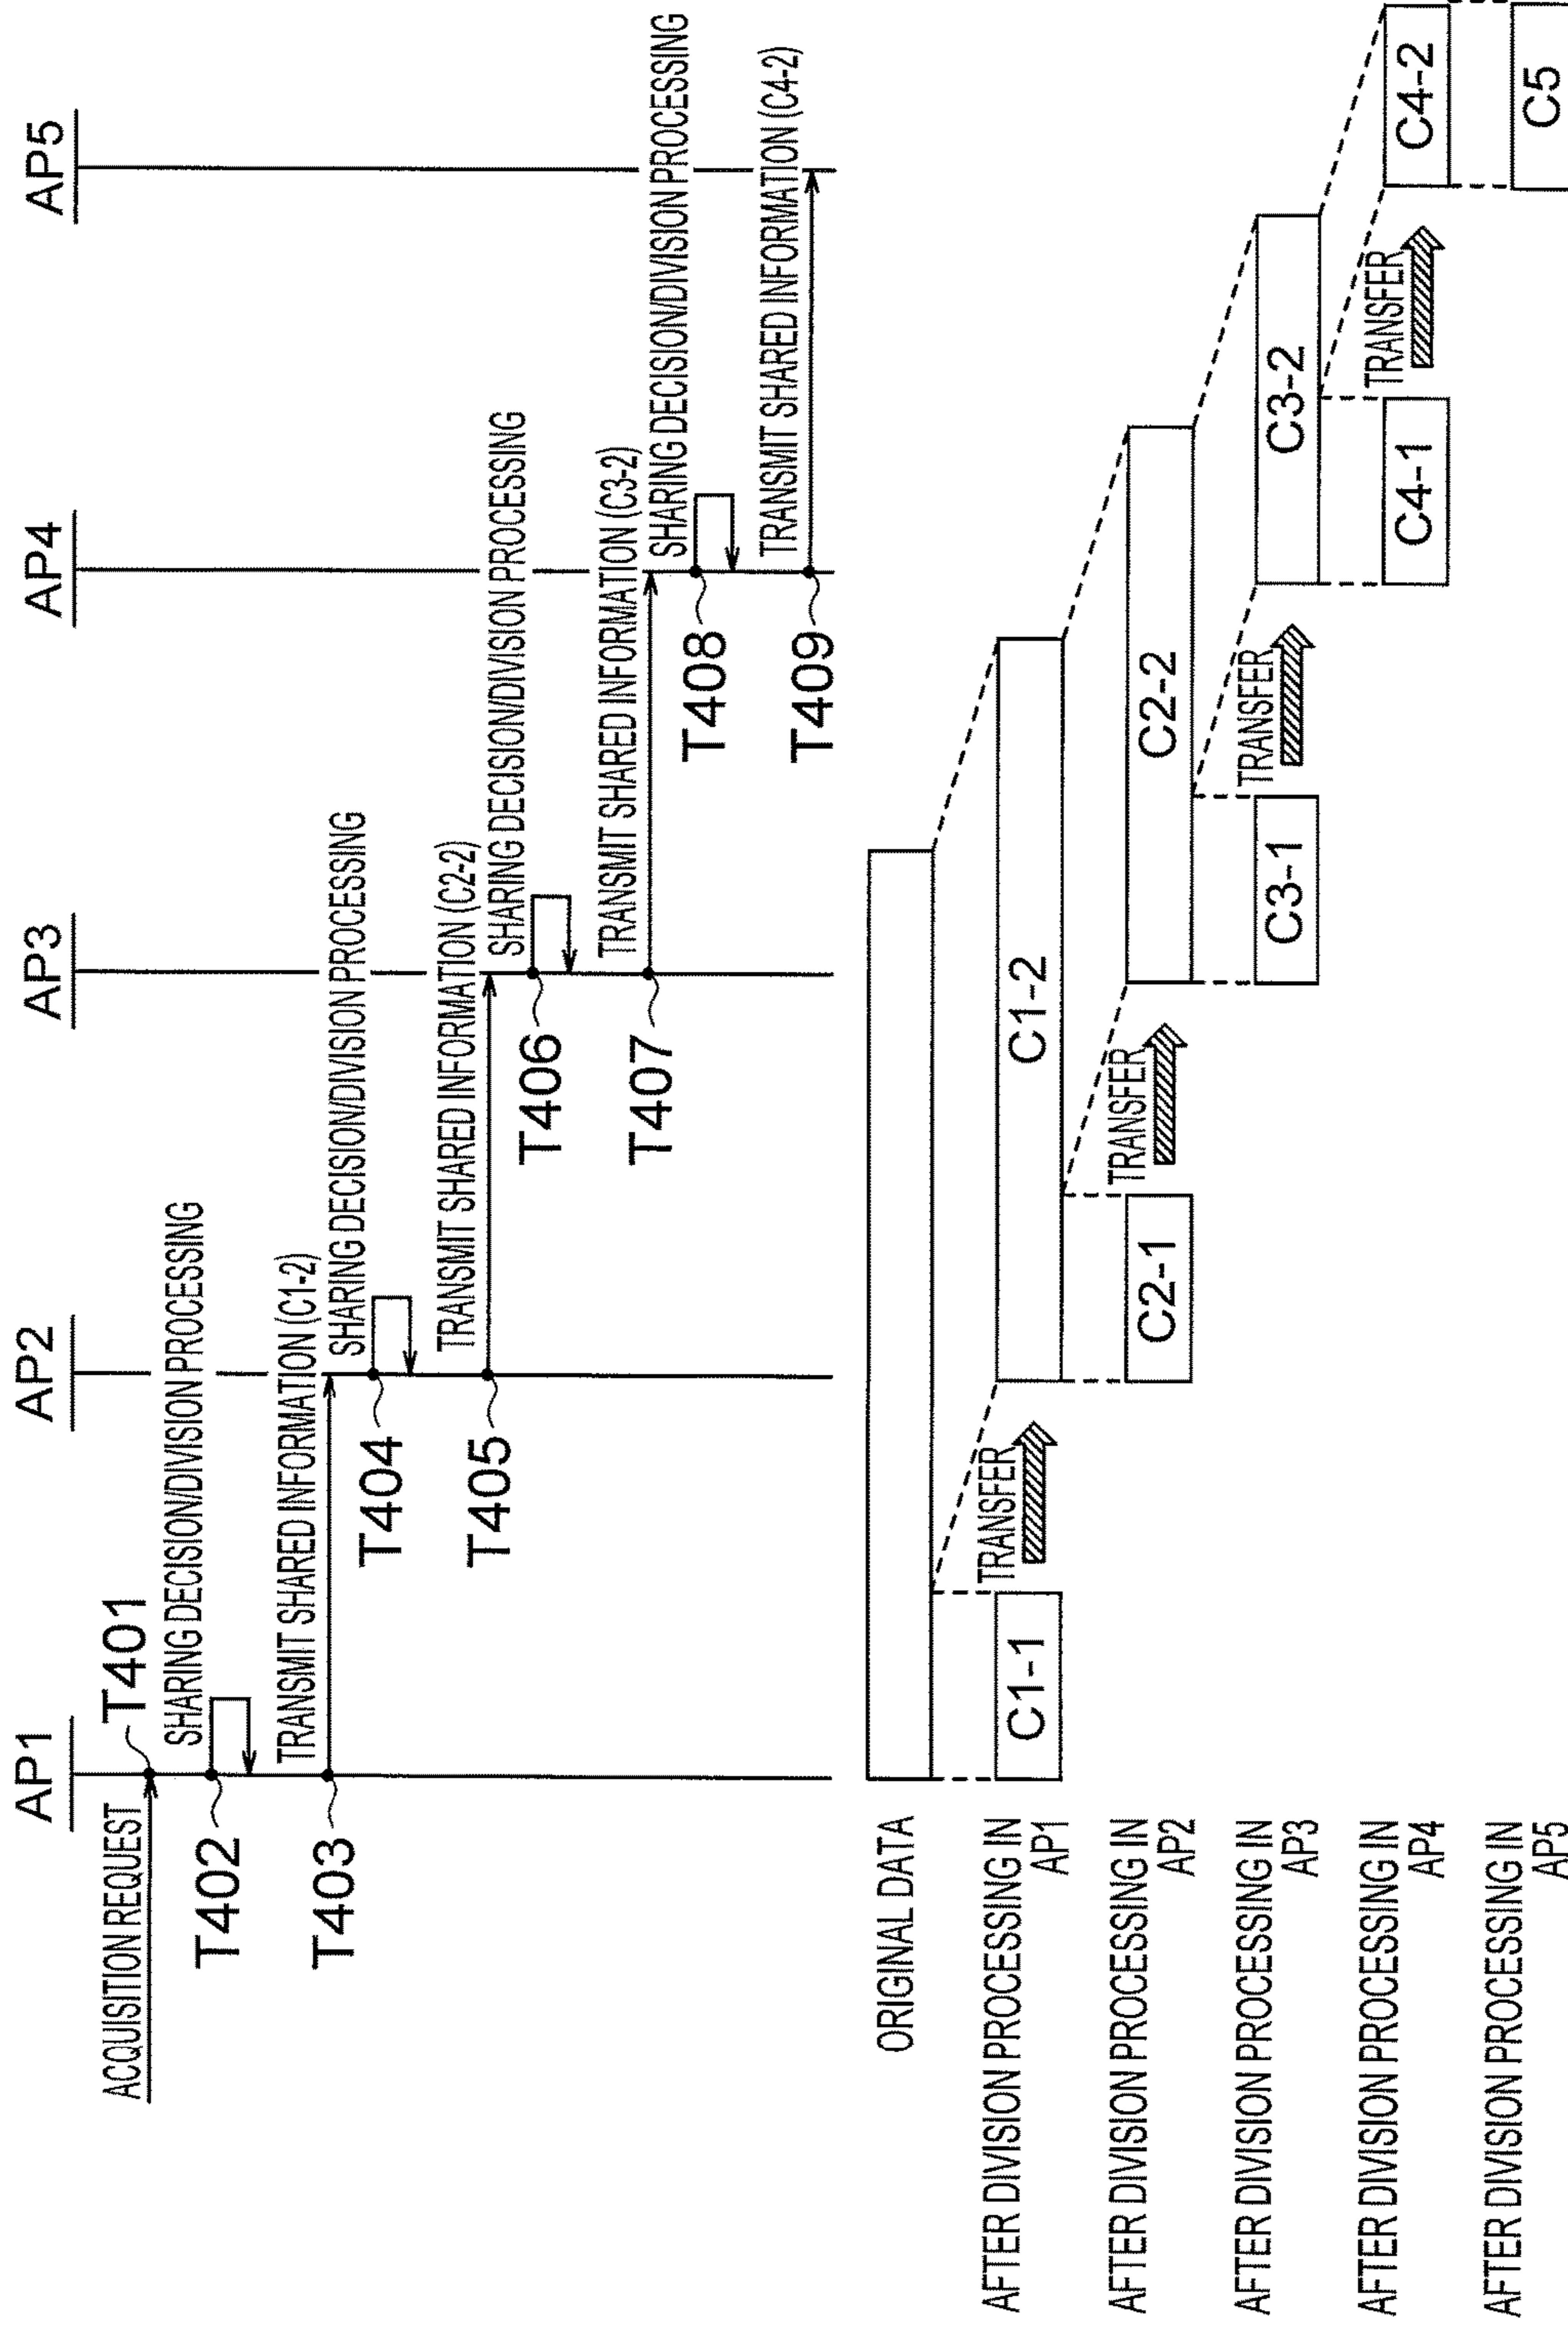 AP1
AP2
AP3
AP4
AP5
ACQUISITION REQUEST
T401
SHARING DECISION/DIVISION PROCESSING
T402
TRANSMIT SHARED INFORMATION (C1-2)
T403
SHARING DECISION/DIVISION PROCESSING
T404
TRANSMIT SHARED INFORMATION (C2-2)
T405
SHARING DECISION/DIVISION PROCESSING
T406
TRANSMIT SHARED INFORMATION (C3-2)
T407
SHARING DECISION/DIVISION PROCESSING
T408
TRANSMIT SHARED INFORMATION (C4-2)
T409
ORIGINAL DATA
AFTER DIVISION PROCESSING IN
AP1
C1-1
TRANSFER
C1-2
AFTER DIVISION PROCESSING IN
AP2
C2-1
TRANSFER
C2-2
AFTER DIVISION PROCESSING IN
AP3
C3-1
TRANSFER
C3-2
AFTER DIVISION PROCESSING IN
AP4
C4-1
TRANSFER
C4-2
AFTER DIVISION PROCESSING IN
AP5
C5